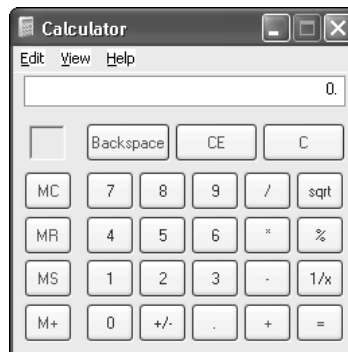 Calculator
Edit View Help
0.
Backspace CE C
MC 7 8 9 / sqrt
MR 4 5 6 * %
MS 1 2 3 - 1/x
M+ 0 +/- . + =